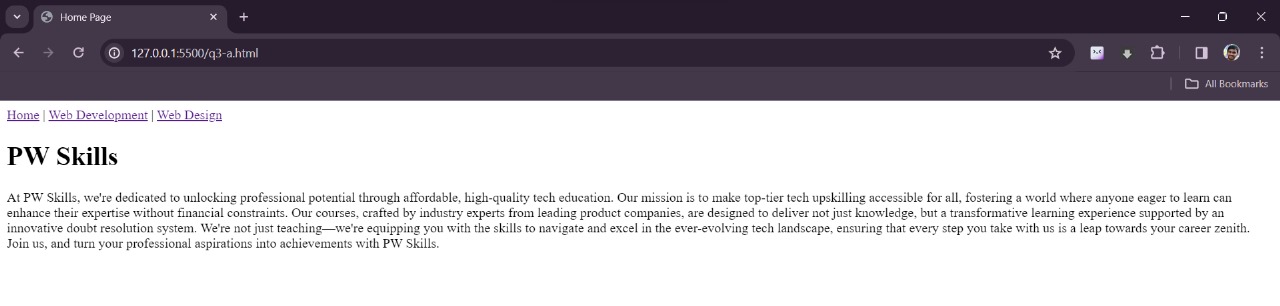 Home Page
127.0.0.1:5500/q3-a.html
All Bookmarks
Home | Web Development | Web Design
PW Skills
At PW Skills, we're dedicated to unlocking professional potential through affordable, high-quality tech education. Our mission is to make top-tier tech upskilling accessible for all, fostering a world where anyone eager to learn can
enhance their expertise without financial constraints. Our courses, crafted by industry experts from leading product companies, are designed to deliver not just knowledge, but a transformative learning experience supported by an
innovative doubt resolution system. We're not just teaching—we're equipping you with the skills to navigate and excel in the ever-evolving tech landscape, ensuring that every step you take with us is a leap towards your career zenith.
Join us, and turn your professional aspirations into achievements with PW Skills.